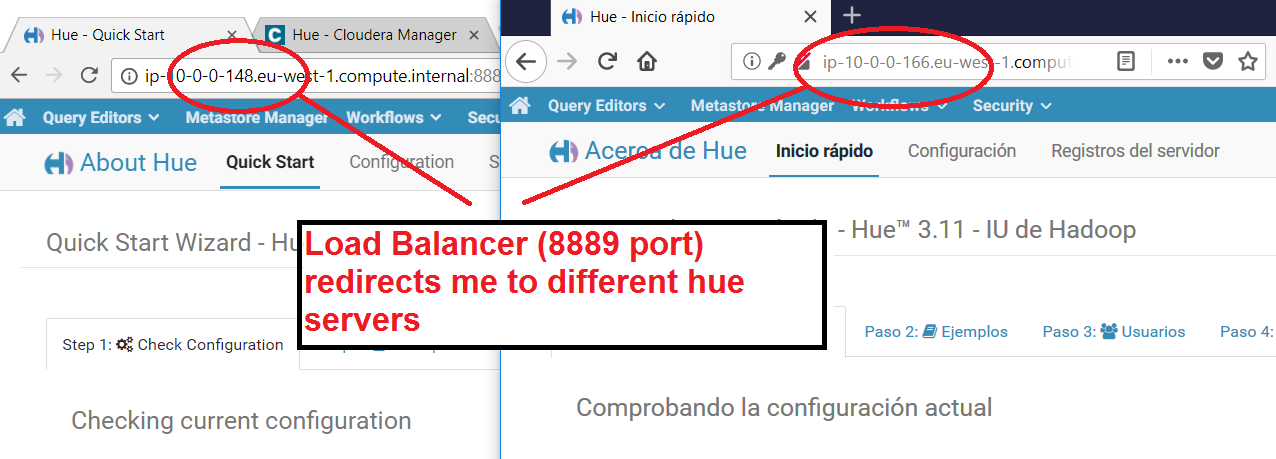 Hue - Quick Start
Hue - Cloudera Manager
ip-10-0-0-148.eu-west-1.compute.internal:888
Query Editors
Metastore Manager
Workflows
Secu
About Hue
Quick Start
Configuration
S
Quick Start Wizard - Hu
Step 1:
Check Configuration
Checking current configuration
Hue - Inicio rápido
ip-10-0-0-166.eu-west-1.comput
Query Editors
Metastore Manager
Workflows
Security
Acerca de Hue
Inicio rápido
Configuración
Registros del servidor
- Hue™ 3.11 - IU de Hadoop
Paso 2:
Ejemplos
Paso 3:
Usuarios
Paso 4:
Comprobando la configuración actual
Load Balancer (8889 port)
redirects me to different hue
servers